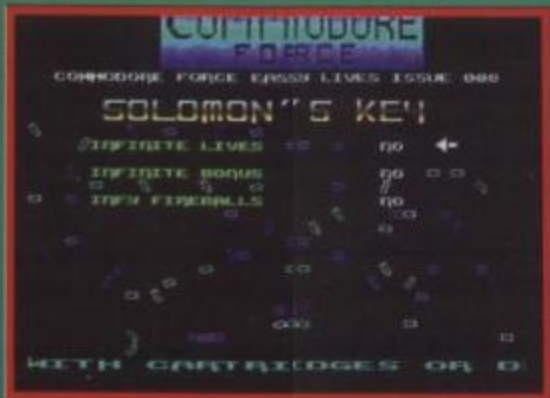 COMMODORE
FORCE
COMMODORE FORCE EASSY LIVES ISSUE 008
SOLOMON"S KEY
INFINITE LIVES NO
INFINITE BONUS NO
INFY FIREBALLS NO
WITH CARTRIDGES OR D